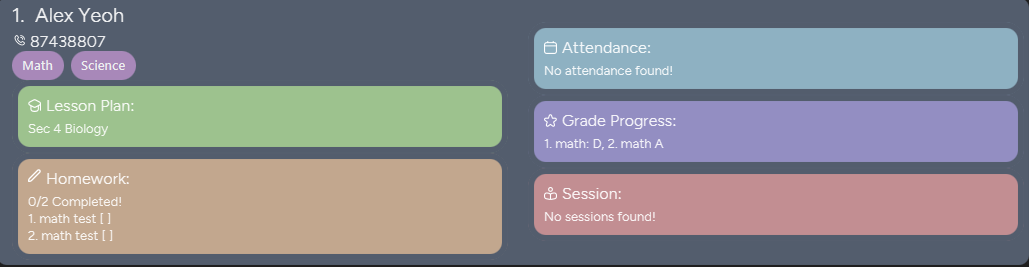 1. Alex Yeoh
87438807
Math Science
Lesson Plan:
Sec 4 Biology
Homework:
0/2 Completed!
1. math test [ ]
2. math test [ ]
Attendance:
No attendance found!
Grade Progress:
1. math: D, 2. math A
Session:
No sessions found!